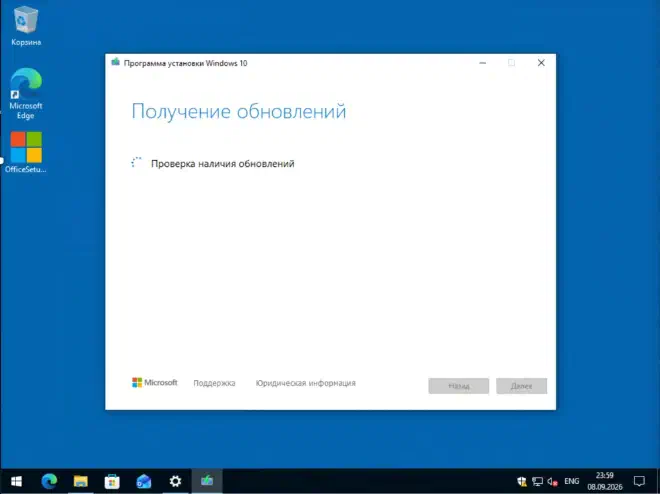 Корзина
Microsoft
Edge
OfficeSetu...
Программа установки Windows 10
Получение обновлений
Проверка наличия обновлений
Microsoft
Поддержка
Юридическая информация
Назад
Далее
ENG
23:59
08.09.2026